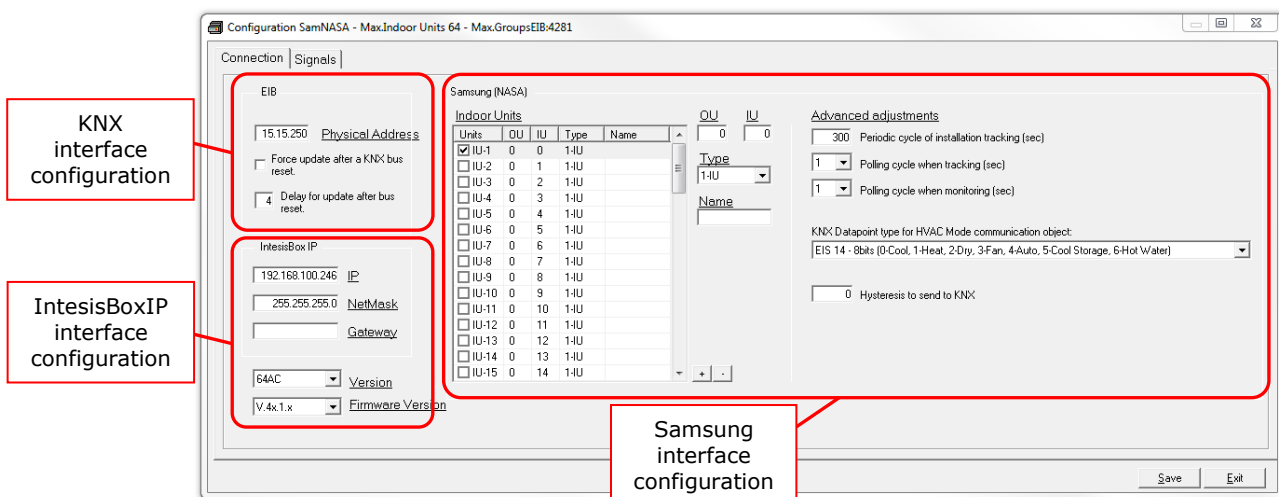 Configuration SamNASA - Max.Indoor Units 64 - Max.GroupsEIB:4281
Connection
Signals
KNX
interface
configuration
EIB
15.15.250 Physical Address
Force update after a KNX bus
reset.
4 Delay for update after bus
reset.
IntesisBoxIP
interface
configuration
IntesisBox IP
192.168.100.246 IP
255.255.255.0 NetMask
Gateway
64AC Version
V.4x.1.x Firmware Version
Samsung (NASA)
Indoor Units
Units OU IU Type Name
IU-1 0 0 1-IU
IU-2 0 1 1-IU
IU-3 0 2 1-IU
IU-4 0 3 1-IU
IU-5 0 4 1-IU
IU-6 0 5 1-IU
IU-7 0 6 1-IU
IU-8 0 7 1-IU
IU-9 0 8 1-IU
IU-10 0 9 1-IU
IU-11 0 10 1-IU
IU-12 0 11 1-IU
IU-13 0 12 1-IU
IU-14 0 13 1-IU
IU-15 0 14 1-IU
OU IU
0 0
Type
1-IU
Name
+ -
Advanced adjustments
300 Periodic cycle of installation tracking (sec)
1 Polling cycle when tracking (sec)
1 Polling cycle when monitoring (sec)
KNX Datapoint type for HVAC Mode communication object:
EIS 14 - 8bits (0-Cool, 1-Heat, 2-Dry, 3-Fan, 4-Auto, 5-Cool Storage, 6-Hot Water)
0 Hysteresis to send to KNX
Samsung
interface
configuration
Save Exit